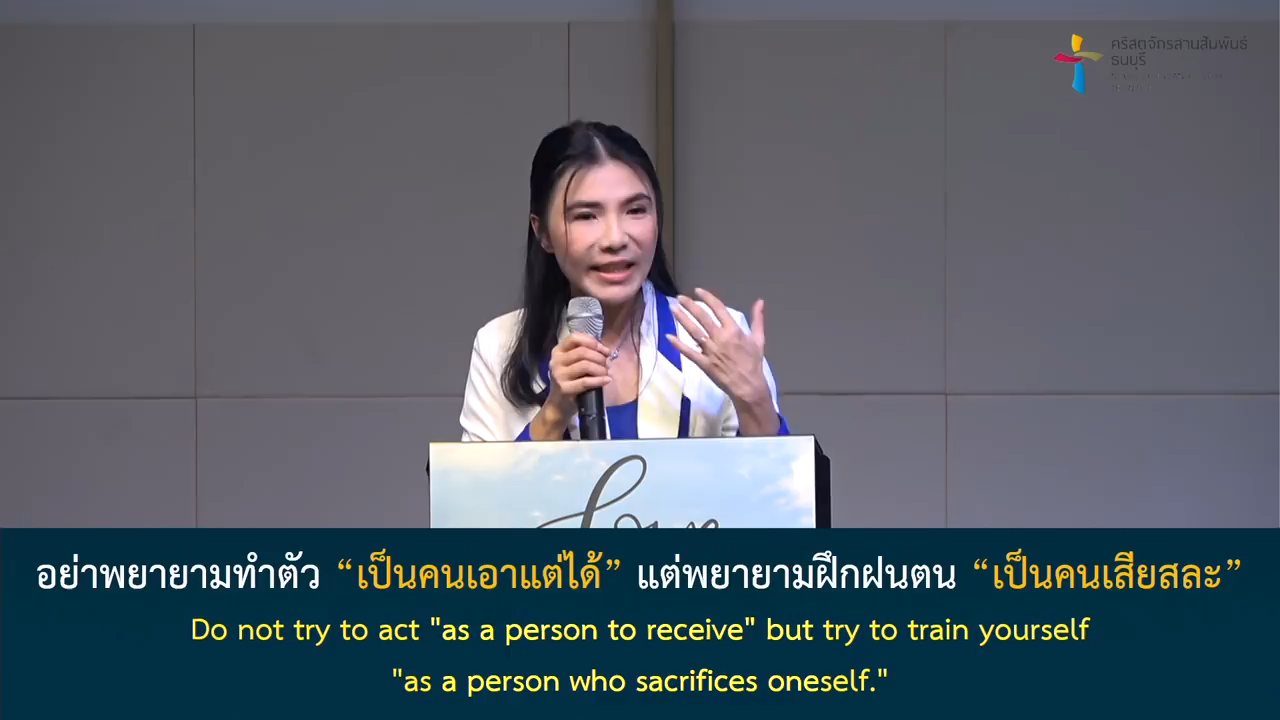 คริสตจักรสานสัมพันธ์
ธนบุรี
Love
อย่าพยายามทำตัว “เป็นคนเอาแต่ได้” แต่พยายามฝึกฝนตน “เป็นคนเสียสละ”
Do not try to act "as a person to receive" but try to train yourself
"as a person who sacrifices oneself."